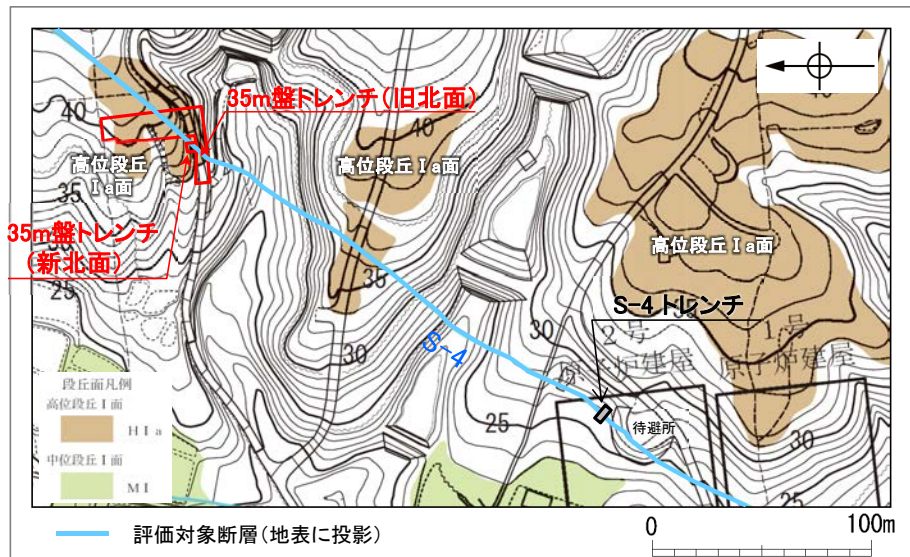 35m盤トレンチ(旧北面)
40
40
高位段丘
Ⅰa面
高位段丘
Ⅰa面
35
35m盤トレンチ
(新北面)
高位段丘Ⅰa面
25
35
S-4トレンチ
30
30
S-4
2号
原子炉建屋
1号
原子炉建屋
25
待避所
30
25
段丘面凡例
高位段丘Ⅰ面
HⅠa
中位段丘Ⅰ面
MⅠ
評価対象断層(地表に投影)
0
100m